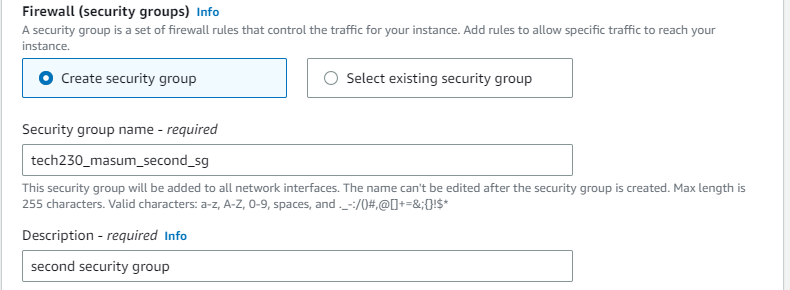 Firewall (security groups) Info
A security group is a set of firewall rules that control the traffic for your instance. Add rules to allow specific traffic to reach your
instance.
Create security group
Select existing security group
Security group name - required
tech230_masum_second_sg
This security group will be added to all network interfaces. The name can't be edited after the security group is created. Max length is
255 characters. Valid characters: a-z, A-Z, 0-9, spaces, and ._-:/()#,@[]+=&;{}!$*
Description - required Info
second security group